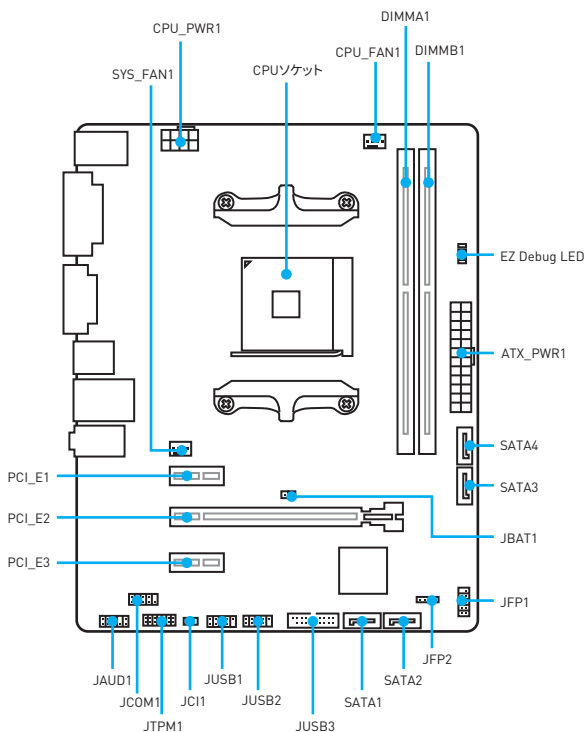 DIMMA1
CPU_PWR1
CPU_FAN1
DIMMB1
SYS_FAN1
CPUソケット
EZ Debug LED
ATX_PWR1
SATA4
PCI_E1
SATA3
PCI_E2
JBAT1
PCI_E3
JFP1
JFP2
JAUD1
JCOM1
JTPM1
JCI1
JUSB1
JUSB2
JUSB3
SATA1
SATA2